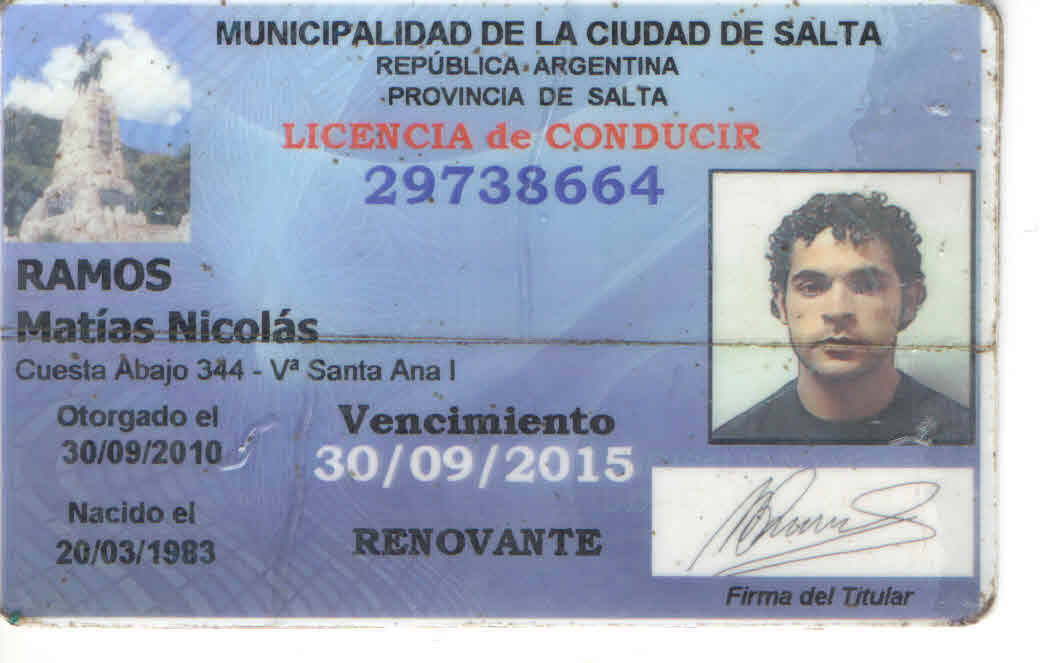 MUNICIPALIDAD DE LA CIUDAD DE SALTA
REPÚBLICA ARGENTINA
PROVINCIA DE SALTA
LICENCIA de CONDUCIR
29738664
RAMOS
Matías Nicolás
Cuesta Abajo 344 - Vª Santa Ana I
Otorgado el
30/09/2010
Vencimiento
30/09/2015
Nacido el
20/03/1983
RENOVANTE
Firma del Titular